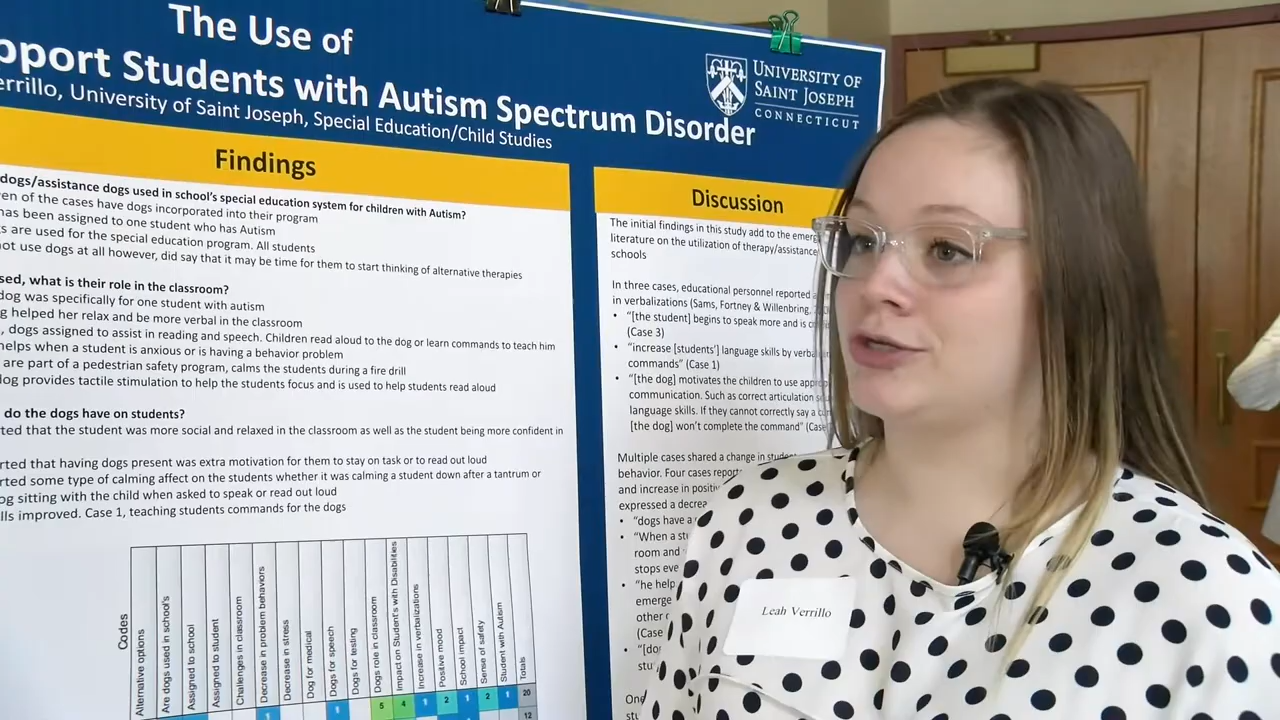 The Use of
pport Students with Autism Spectrum Disorder
errillo, University of Saint Joseph, Special Education/Child Studies
UNIVERSITY OF
SAINT JOSEPH
CONNECTICUT
Findings
dogs/assistance dogs used in school's special education system for children with Autism?
en of the cases have dogs incorporated into their program
has been assigned to one student who has Autism
s are used for the special education program. All students
not use dogs at all however, did say that it may be time for them to start thinking of alternative therapies
sed, what is their role in the classroom?
dog was specifically for one student with autism
g helped her relax and be more verbal in the classroom
, dogs assigned to assist in reading and speech. Children read aloud to the dog or learn commands to teach him
helps when a student is anxious or is having a behavior problem
are part of a pedestrian safety program, calms the students during a fire drill
dog provides tactile stimulation to help the students focus and is used to help students read aloud
do the dogs have on students?
ted that the student was more social and relaxed in the classroom as well as the student being more confident in
rted that having dogs present was extra motivation for them to stay on task or to read out loud
rted some type of calming affect on the students whether it was calming a student down after a tantrum or
og sitting with the child when asked to speak or read out loud
lls improved. Case 1, teaching students commands for the dogs
Codes
Alternative options
Are dogs used in school's
Assigned to school
Assigned to student
Challenges in classroom
Decrease in problem behaviors
Decrease in stress
Dog for medical
Dogs for speech
Dogs for testing
Dogs role in classroom
Impact on Student's with Disabilities
Increase in verbalizations
Positive mood
School impact
Sense of safety
Student with Autism
Totals
1 1 5 4 1 2 1 2 1 20
12
Discussion
The initial findings in this study add to the emerg
literature on the utilization of therapy/assistance
schools
In three cases, educational personnel reported a
in verbalizations (Sams, Fortney & Willenbring,
• "[the student] begins to speak more and is
(Case 3)
• "increase [students'] language skills by verba
commands" (Case 1)
• "[the dog] motivates the children to use appro
communication. Such as correct articulation
language skills. If they cannot correctly say a
[the dog] won't complete the command" (Case
Multiple cases shared a change in stude
behavior. Four cases report
and increase in positiv
expressed a decrea
• "dogs have a
• "When a st
room and
stops eve
• "he help
emerge
other
(Case
• "[do
stu
One
st
Leah Verrillo